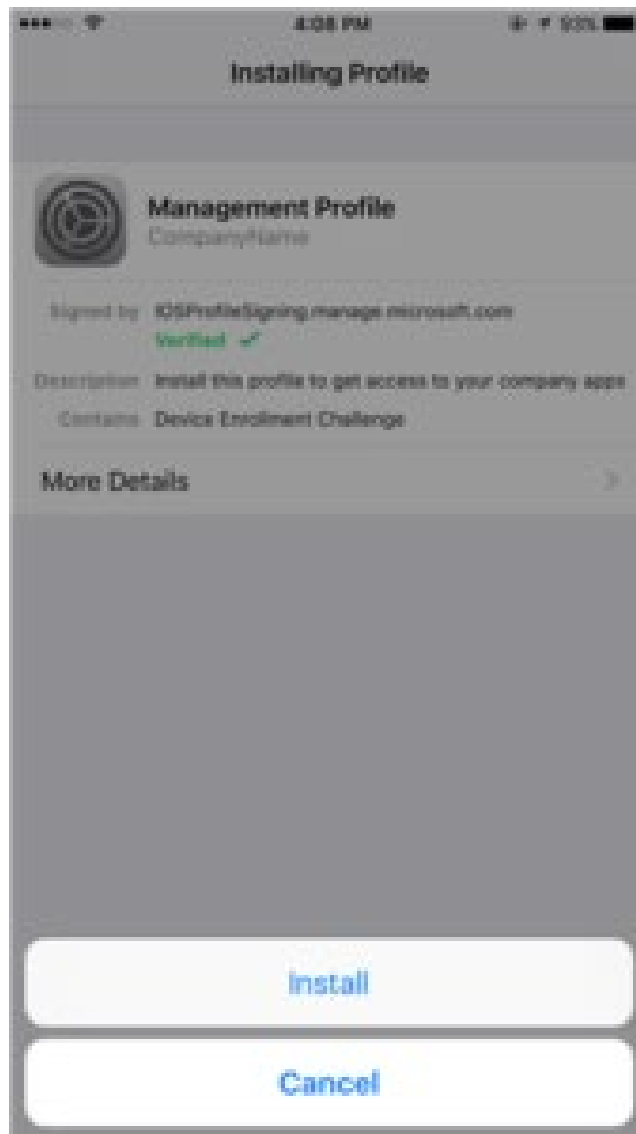 4:08 PM 93%
Installing Profile
Management Profile
CompanyName
Signed by IOSProfileSigning.manage.microsoft.com
Verified ✓
Description Install this profile to get access to your company apps
Contains Device Enrollment Challenge
More Details
Install
Cancel